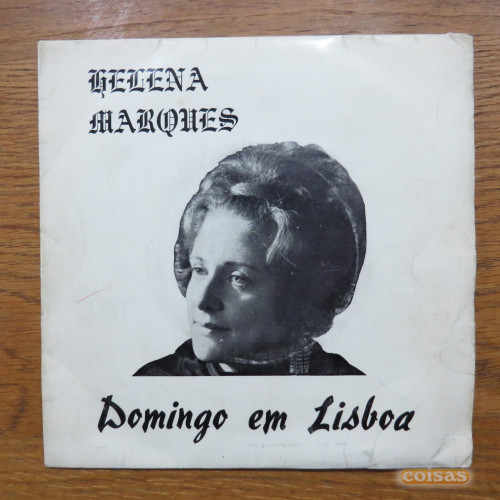 HELENA
MARQUES
Domingo em Lisboa
coisas